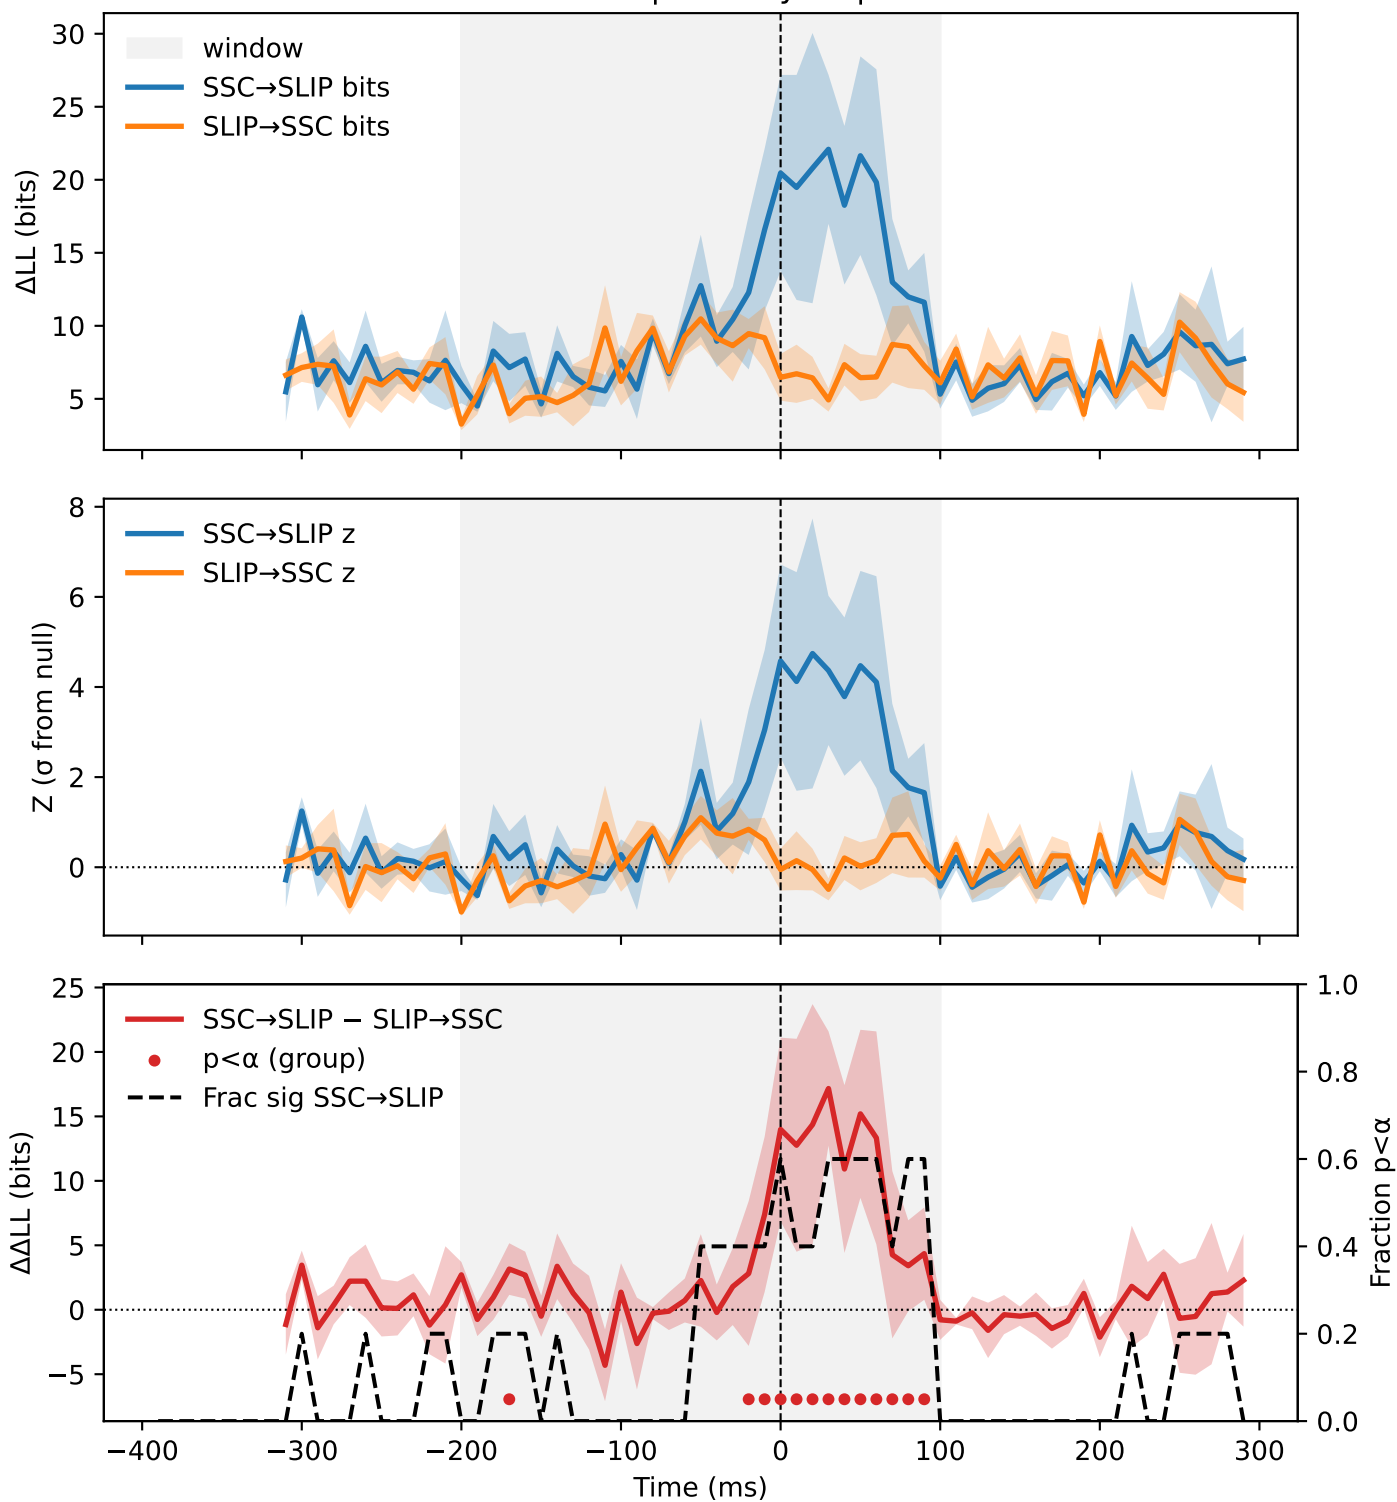 30
25
20
15
10
5
ΔLL (bits)
window
SSC→SLIP bits
SLIP→SSC bits
8
6
4
2
0
Z (σ from null)
SSC→SLIP z
SLIP→SSC z
25
20
15
10
5
0
−5
ΔΔLL (bits)
SSC→SLIP − SLIP→SSC
p<α (group)
Frac sig SSC→SLIP
1.0
0.8
0.6
0.4
0.2
0.0
Fraction p<α
−400 −300 −200 −100 0 100 200 300
Time (ms)